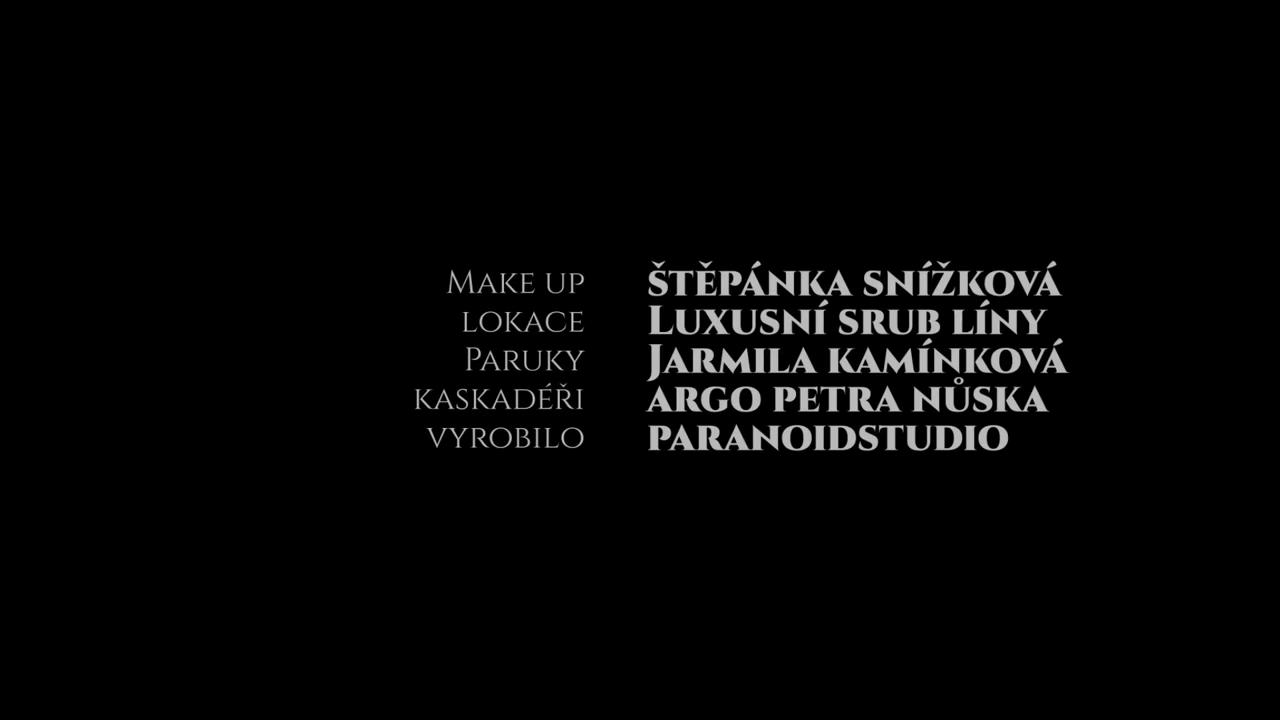 Make up ŠTĚPÁNKA SNÍŽKOVÁ
LOKACE LUXUSNÍ SRUB LÍNY
PARUKY JARMILA KAMÍNKOVÁ
KASKADÉŘI ARGO PETRA NŮSKA
VYROBILO PARANOIDSTUDIO